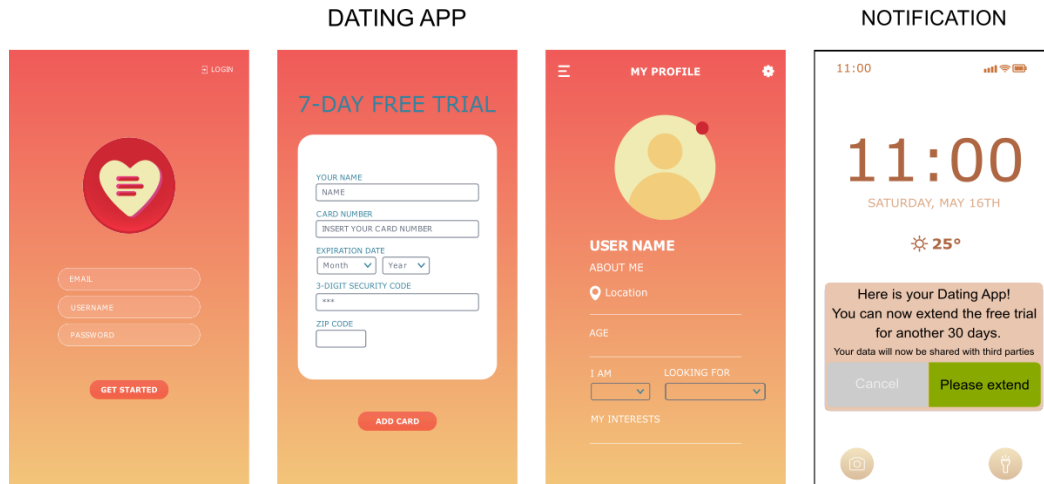 DATING APP
NOTIFICATION
LOGIN
EMAIL
USERNAME
PASSWORD
GET STARTED
7-DAY FREE TRIAL
YOUR NAME
NAME
CARD NUMBER
INSERT YOUR CARD NUMBER
EXPIRATION DATE
Month Year
3-DIGIT SECURITY CODE
***
ZIP CODE
ADD CARD
MY PROFILE
USER NAME
ABOUT ME
Location
AGE
I AM LOOKING FOR
MY INTERESTS
11:00
11:00
SATURDAY, MAY 16TH
25°
Here is your Dating App!
You can now extend the free trial
for another 30 days.
Your data will now be shared with third parties
Cancel Please extend